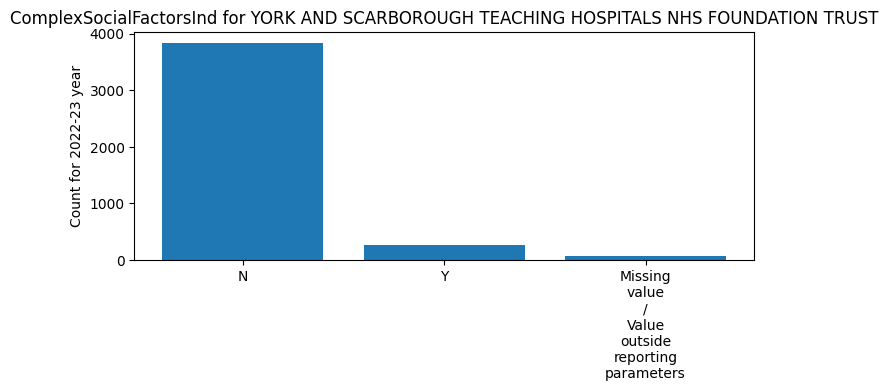 ComplexSocialFactorsInd for YORK AND SCARBOROUGH TEACHING HOSPITALS NHS FOUNDATION TRUST
Count for 2022-23 year
4000
3000
2000
1000
0
N
Y
Missing
value
/
Value
outside
reporting
parameters